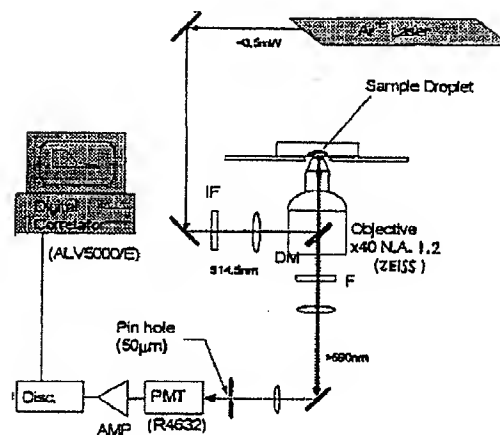 Ar⁺ Laser
~0.5mW
Sample Droplet
IF
Digital
Correlator
(ALV5000/E)
DM
Objective
x40 N.A. 1.2
(ZEISS)
514.5nm
F
Pin hole
(50μm)
>590nm
Disc.
AMP
PMT
(R4632)